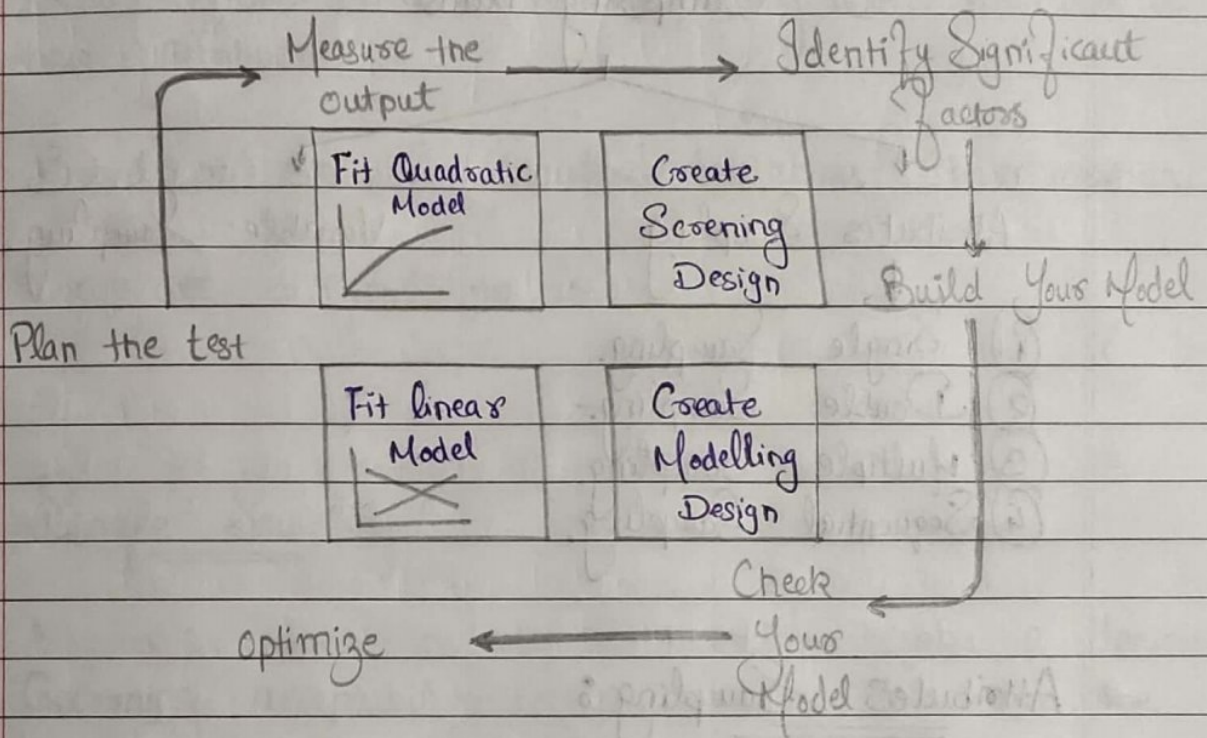 Measure the
output
Identify Significant
factors
Fit Quadratic
Model
Create
Screning
Design
Build Your Model
Plan the test
Fit linear
Model
Create
Modelling
Design
Check
Your
Model
optimize